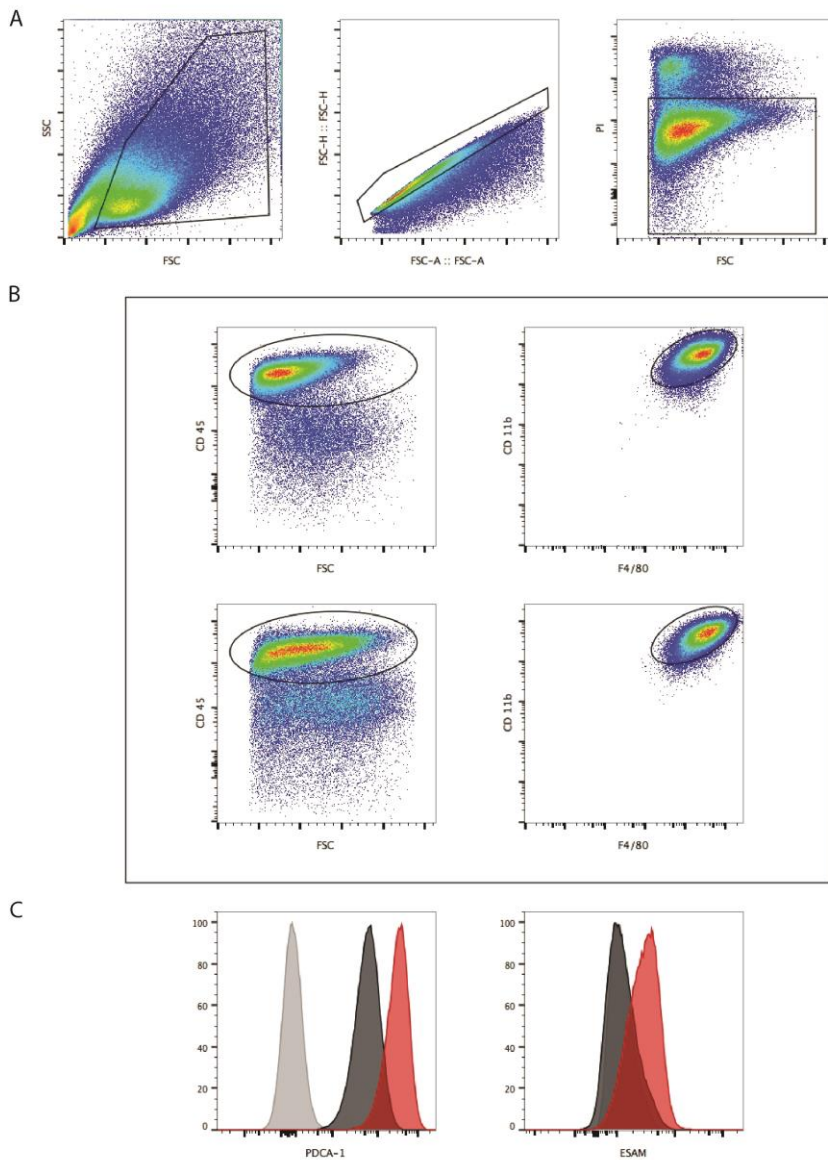 A
SSC
FSC
FSC-H :: FSC-H
FSC-A :: FSC-A
PI
FSC
B
CD 45
FSC
CD 11b
F4/80
CD 45
FSC
CD 11b
F4/80
C
100
80
60
40
20
0
PDCA-1
100
80
60
40
20
0
ESAM